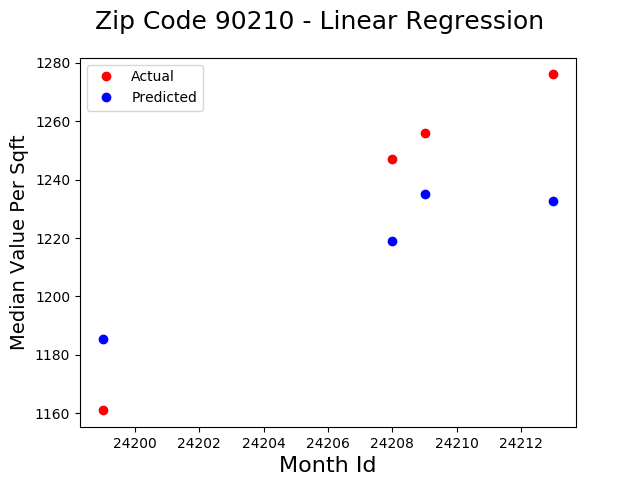 Zip Code 90210 - Linear Regression
Actual
Predicted
1280
1260
1240
1220
1200
1180
1160
Median Value Per Sqft
24200 24202 24204 24206 24208 24210 24212
Month Id